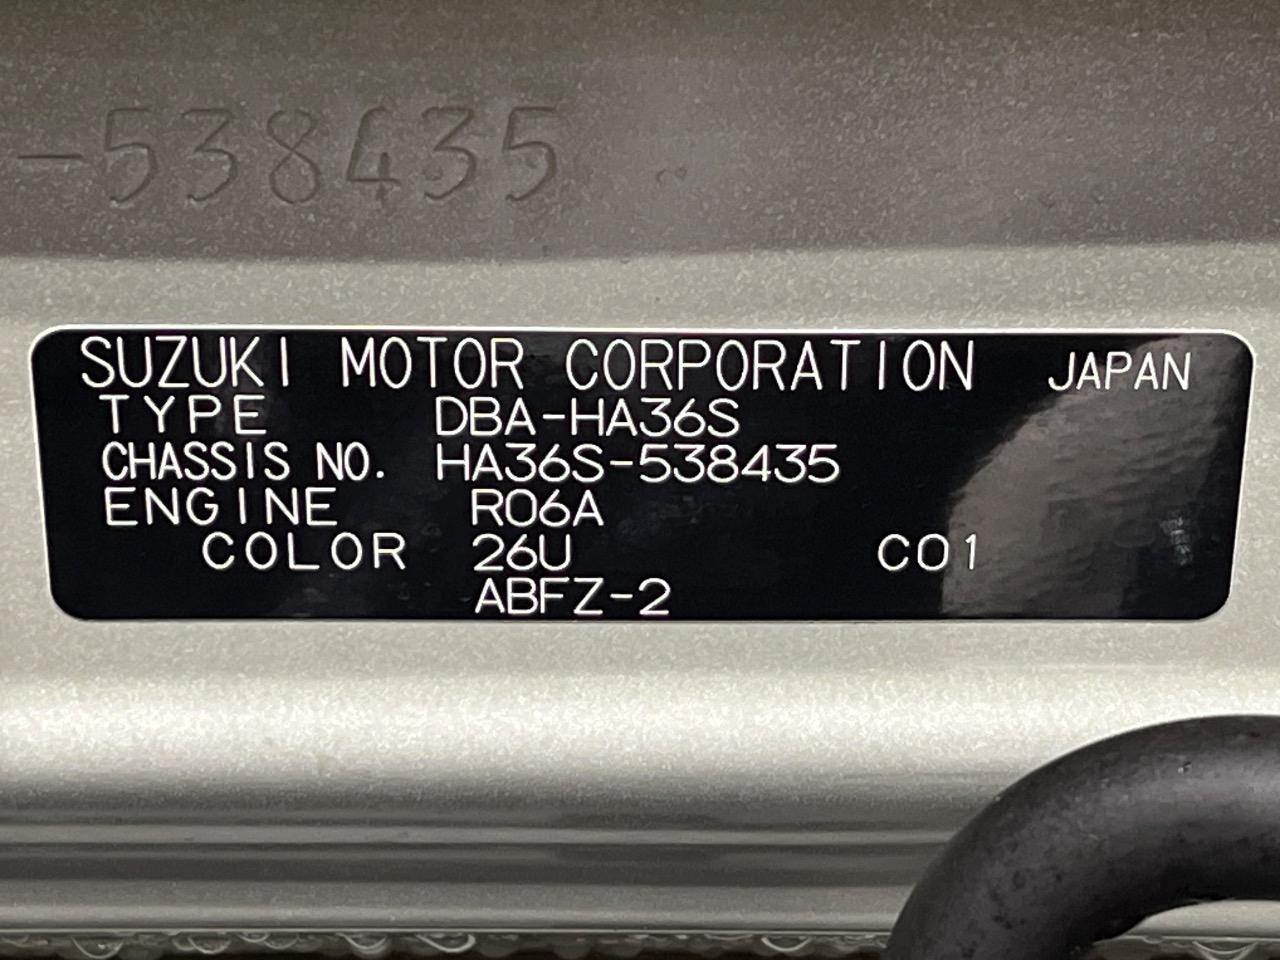 -538435
SUZUKI MOTOR CORPORATION JAPAN
TYPE DBA-HA36S
CHASSIS NO. HA36S-538435
ENGINE R06A
COLOR 26U C01
ABFZ-2